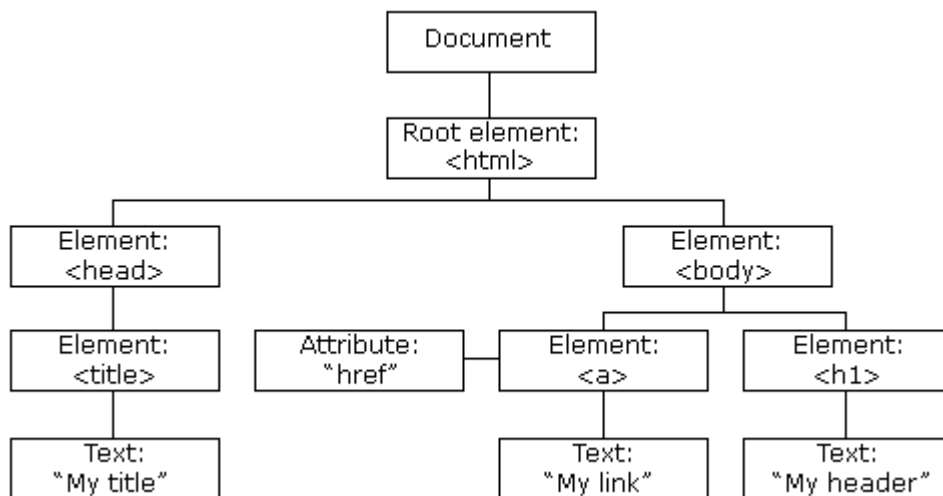 Document
Root element:
<html>
Element:
<head>
Element:
<body>
Element:
<title>
Attribute:
“href”
Element:
<a>
Element:
<h1>
Text:
“My title”
Text:
“My link”
Text:
“My header”